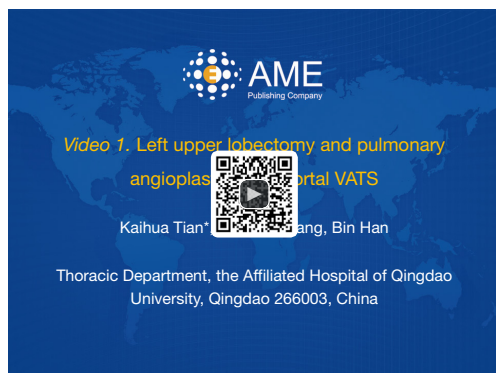 AME
Publishing Company
Video 1. Left upper lobectomy and pulmonary
angioplas ortal VATS
Kaihua Tian* ang, Bin Han
Thoracic Department, the Affiliated Hospital of Qingdao
University, Qingdao 266003, China